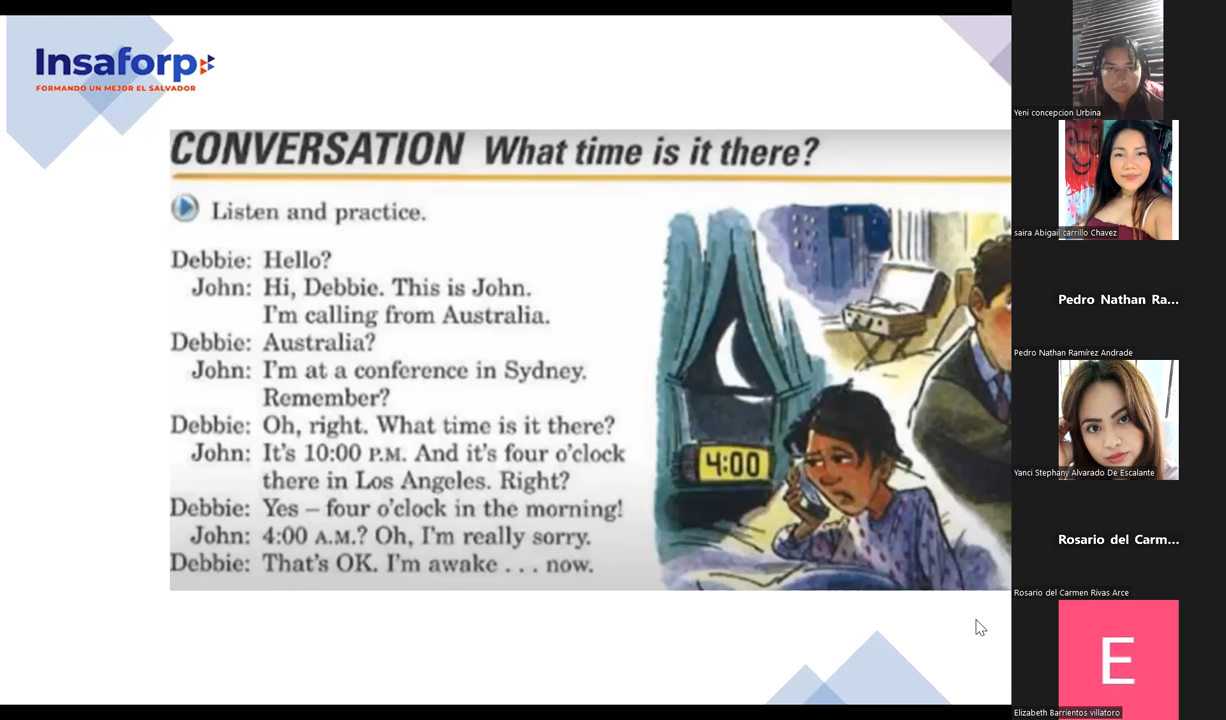 Insaforp
FORMANDO UN MEJOR EL SALVADOR
CONVERSATION What time is it there?
Listen and practice.
Debbie: Hello?
John: Hi, Debbie. This is John.
I'm calling from Australia.
Debbie: Australia?
John: I'm at a conference in Sydney.
Remember?
Debbie: Oh, right. What time is it there?
John: It's 10:00 P.M. And it's four o'clock
there in Los Angeles. Right?
Debbie: Yes – four o'clock in the morning!
John: 4:00 A.M.? Oh, I'm really sorry.
Debbie: That's OK. I'm awake . . . now.
4:00
Yeni concepcion Urbina
saira Abigail carrillo Chavez
Pedro Nathan Ra...
Pedro Nathan Ramírez Andrade
Yanci Stephany Alvarado De Escalante
Rosario del Carm...
Rosario del Carmen Rivas Arce
E
Elizabeth Barrientos villatoro